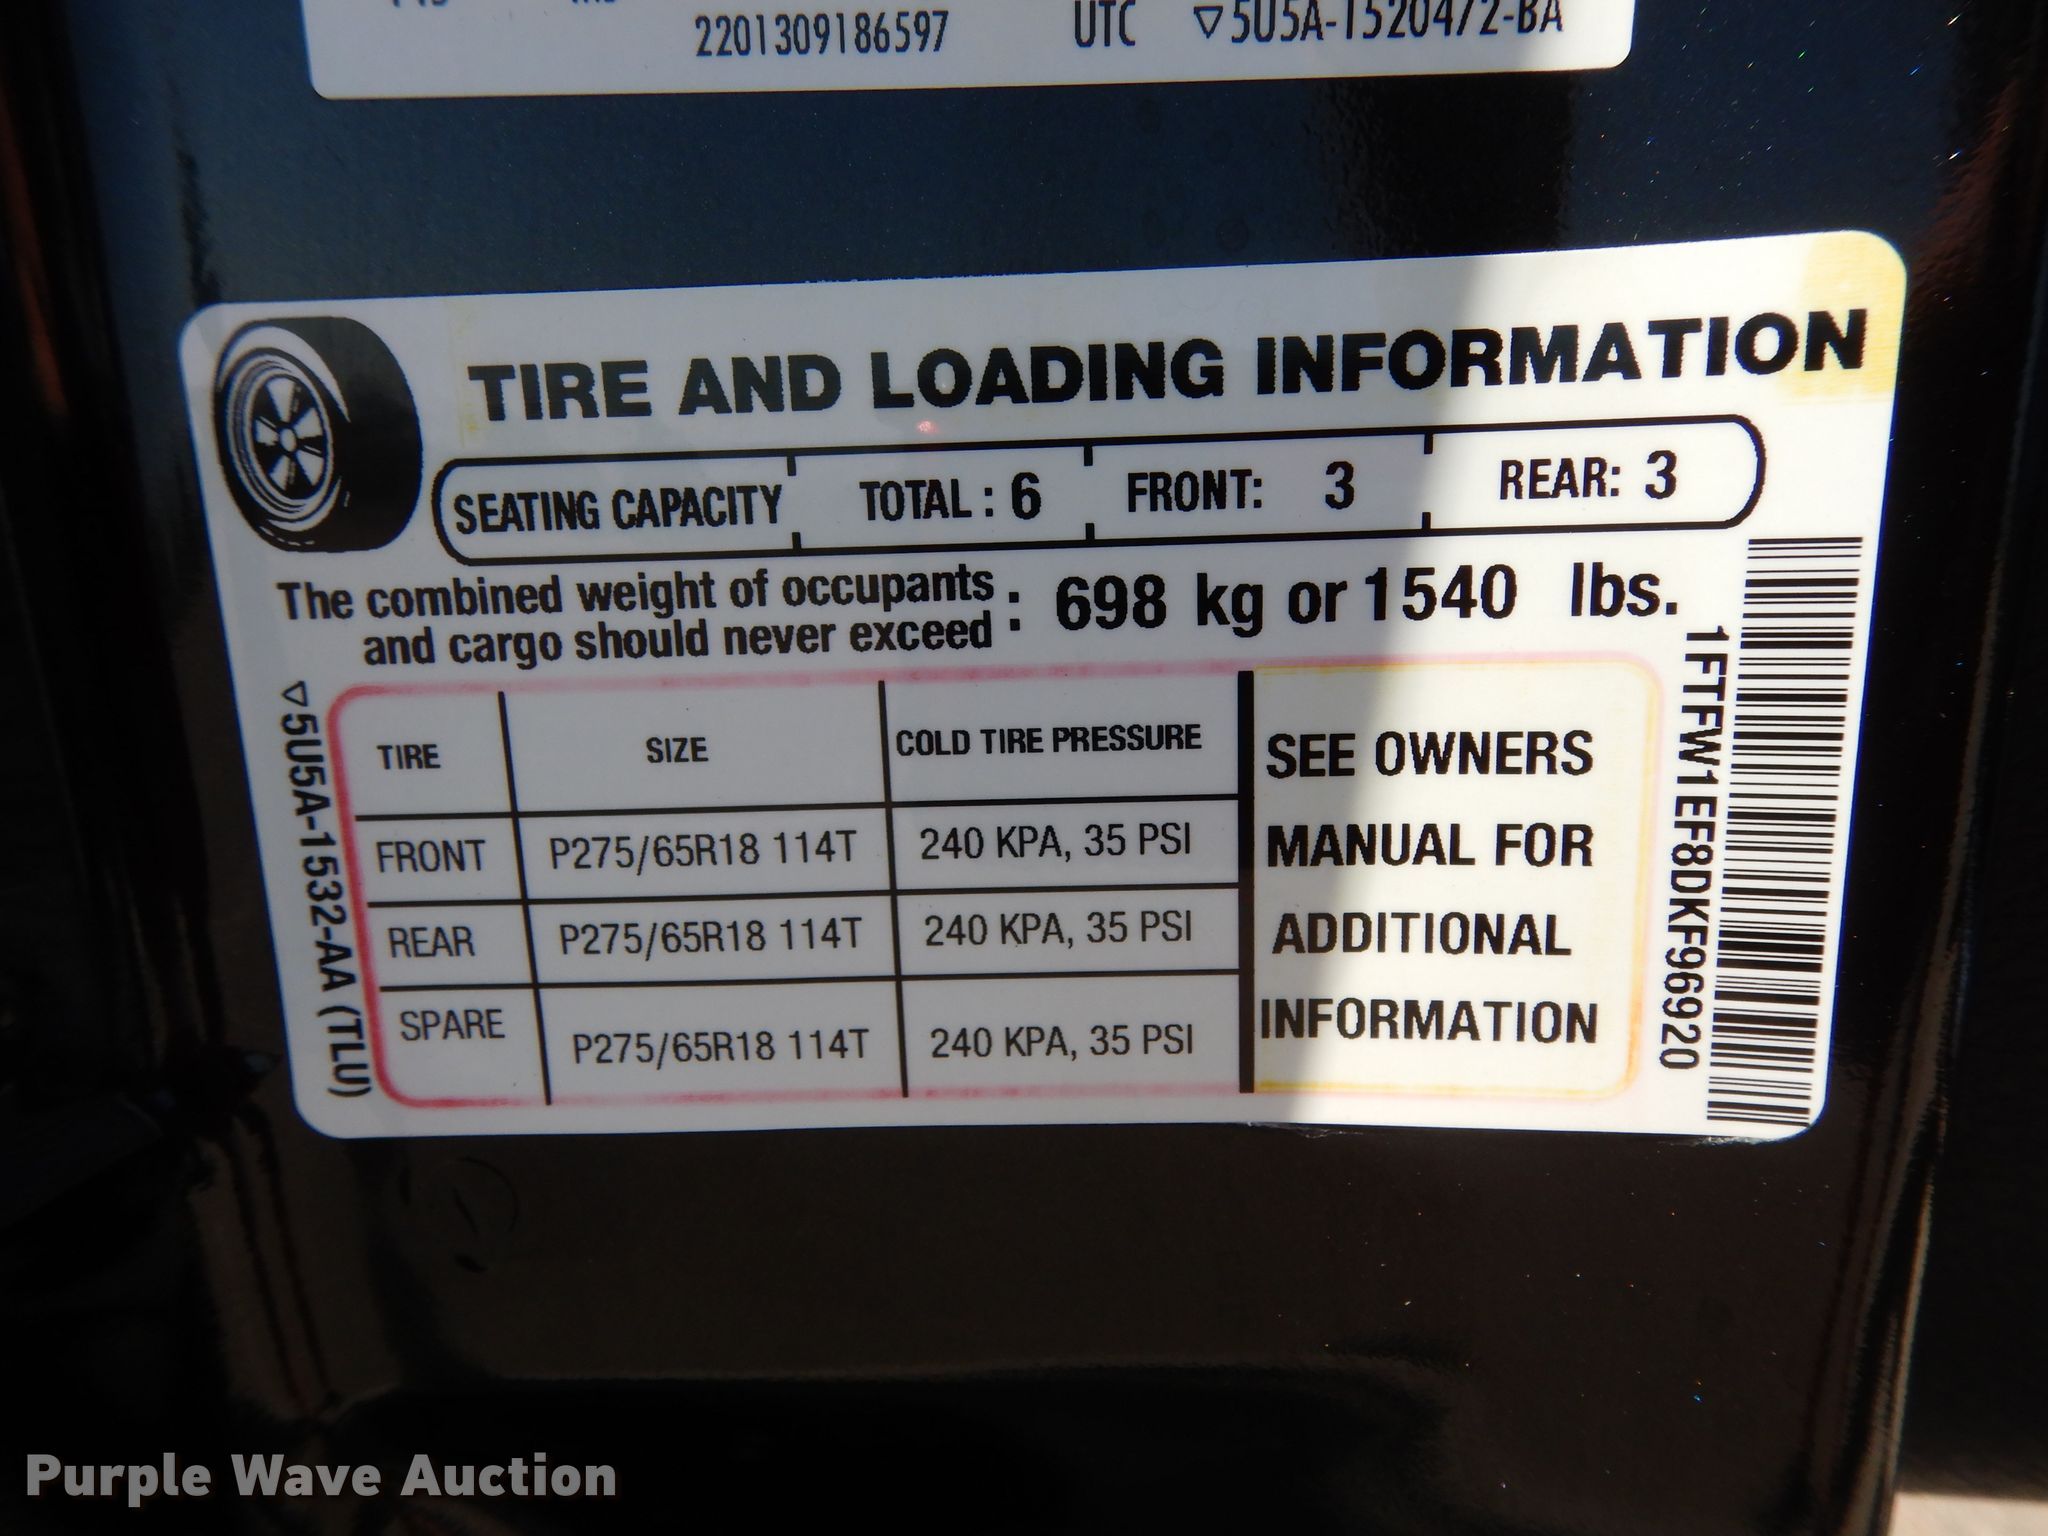 2201309186597 UTC ▽5U5A-1520472-BA
TIRE AND LOADING INFORMATION
SEATING CAPACITY TOTAL : 6 FRONT: 3 REAR: 3
The combined weight of occupants
and cargo should never exceed : 698 kg or 1540 lbs.
TIRE SIZE COLD TIRE PRESSURE
FRONT P275/65R18 114T 240 KPA, 35 PSI
REAR P275/65R18 114T 240 KPA, 35 PSI
SPARE P275/65R18 114T 240 KPA, 35 PSI
SEE OWNERS
MANUAL FOR
ADDITIONAL
INFORMATION
▽5U5A-1532-AA (TLU)
1FTFW1EF8DKF96920
Purple Wave Auction